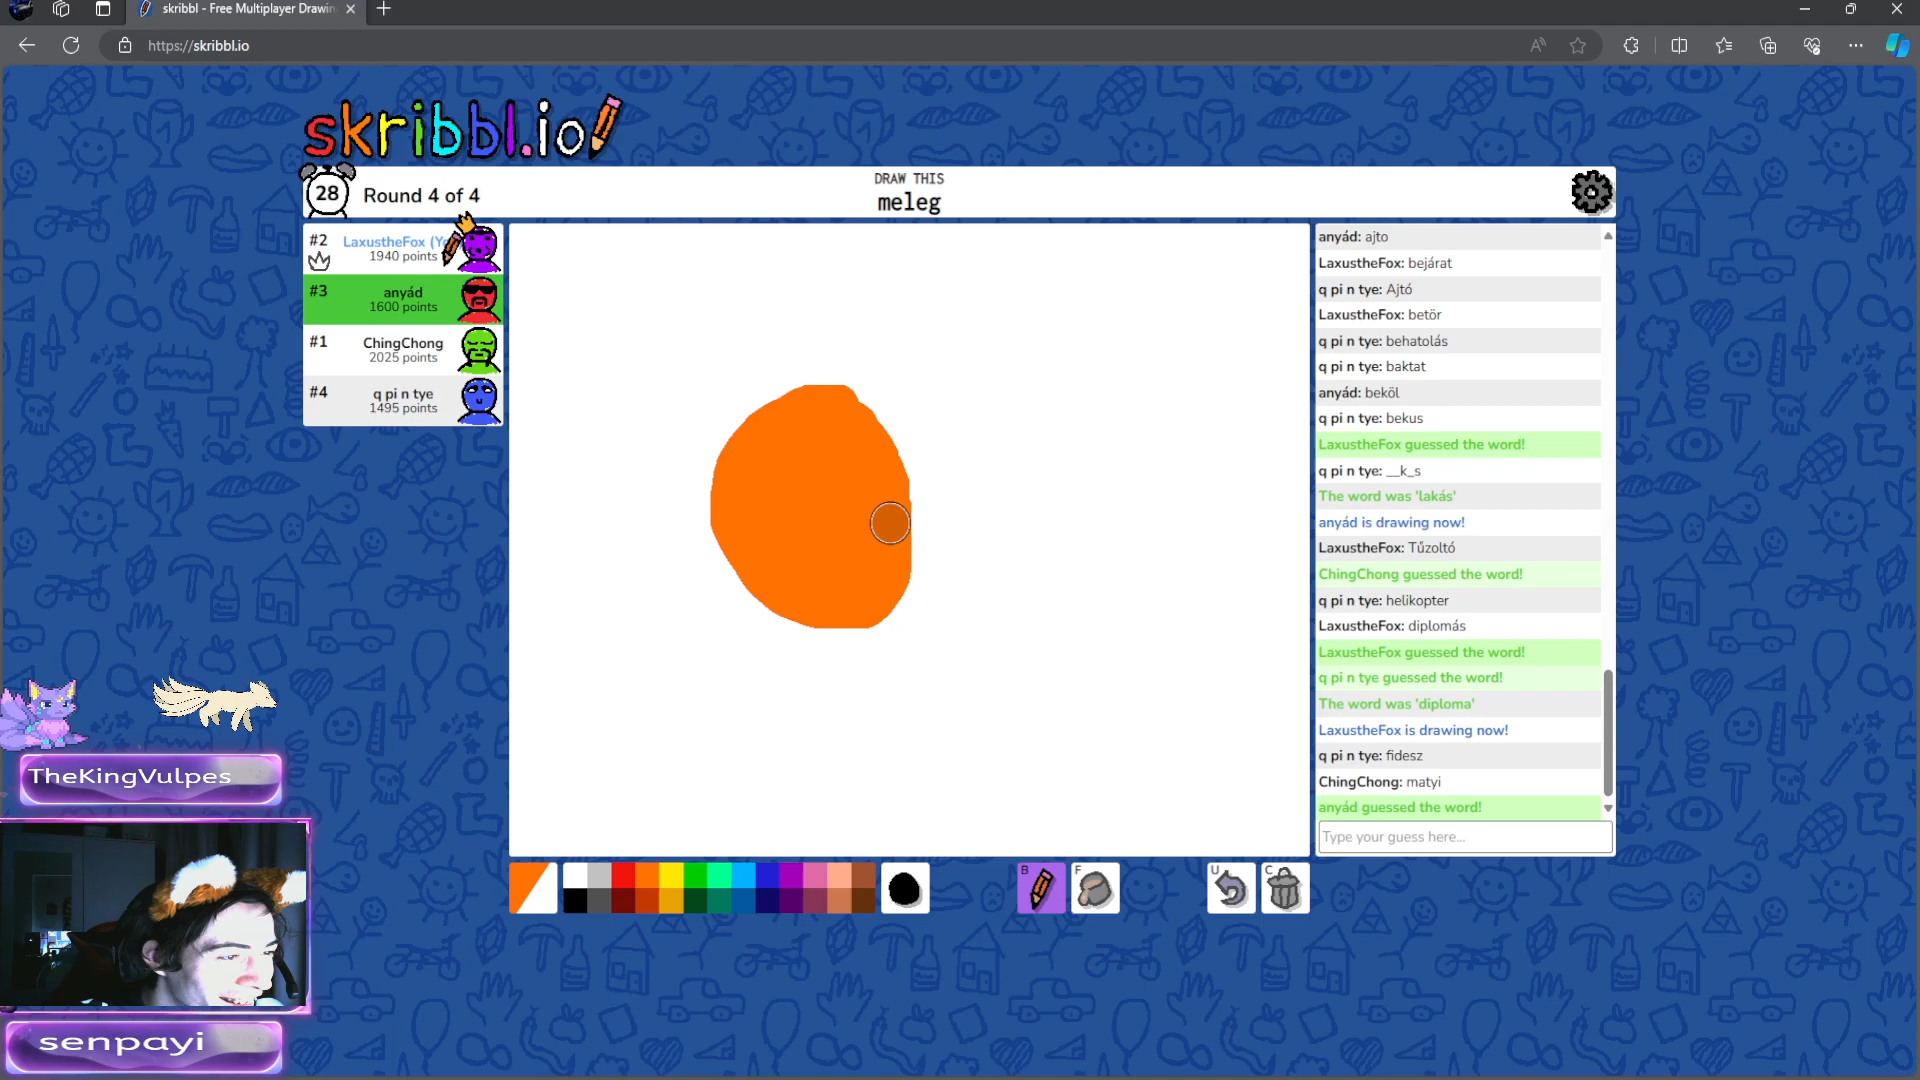 skribbl - Free Multiplayer Drawin
https://skribbl.io
skribbl.io
28
Round 4 of 4
DRAW THIS
meleg
#2
LaxustheFox (Yo
1940 points
#3
anyád
1600 points
#1
ChingChong
2025 points
#4
q pi n tye
1495 points
anyád: ajto
LaxustheFox: bejárat
q pi n tye: Ajtó
LaxustheFox: betör
q pi n tye: behatolás
q pi n tye: baktat
anyád: beköl
q pi n tye: bekus
LaxustheFox guessed the word!
q pi n tye: __k_s
The word was 'lakás'
anyád is drawing now!
LaxustheFox: Tűzoltó
ChingChong guessed the word!
q pi n tye: helikopter
LaxustheFox: diplomás
LaxustheFox guessed the word!
q pi n tye guessed the word!
The word was 'diploma'
LaxustheFox is drawing now!
q pi n tye: fidesz
ChingChong: matyi
anyád guessed the word!
Type your guess here...
B
F
U
C
TheKingVulpes
senpayi